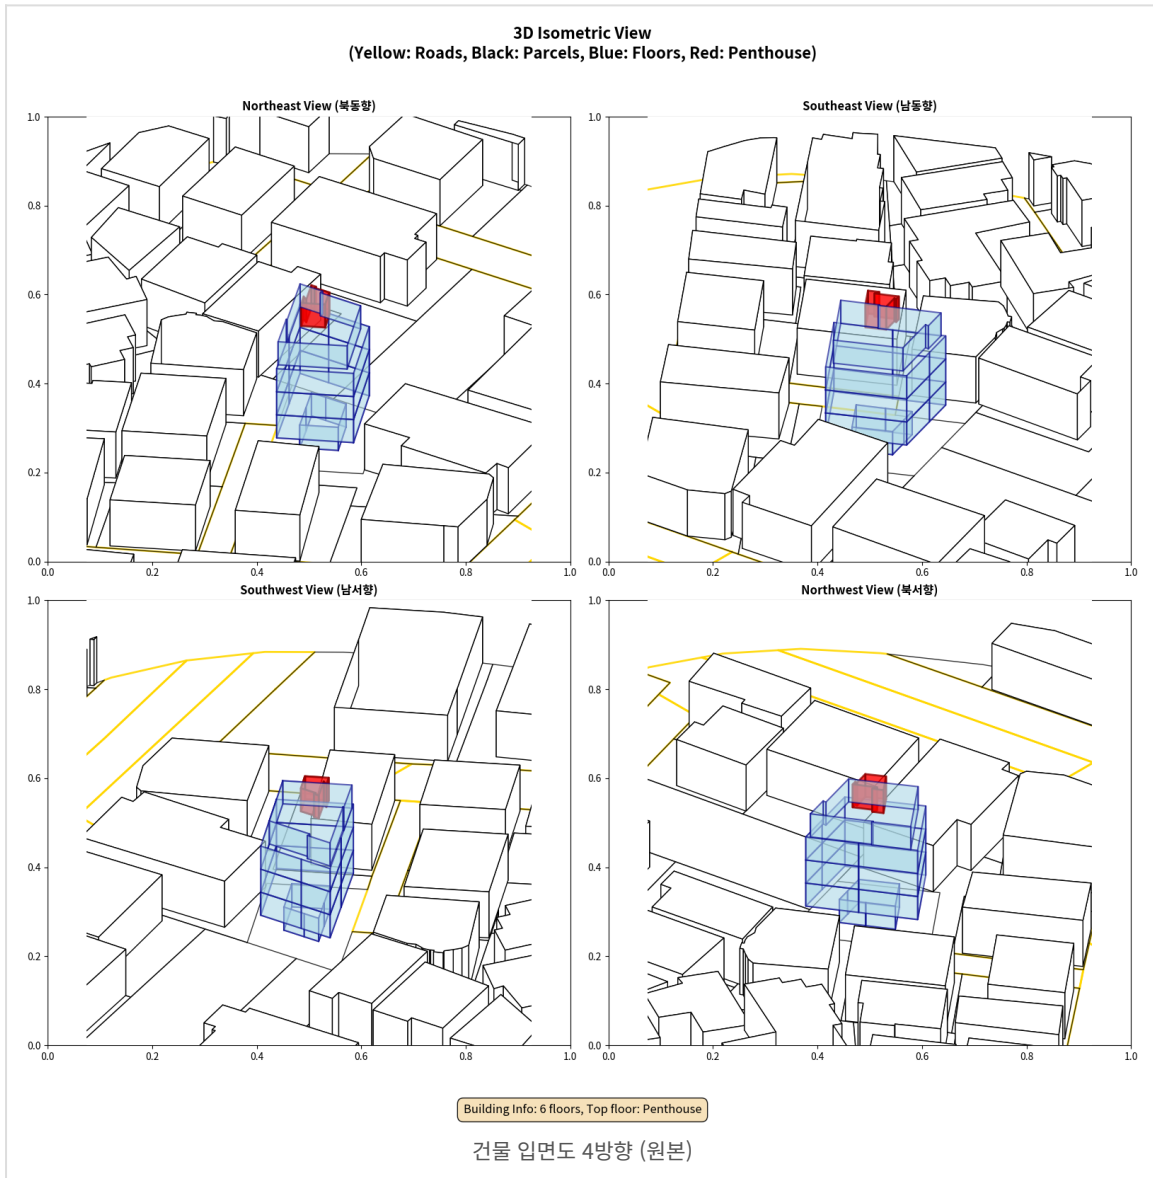 3D Isometric View
(Yellow: Roads, Black: Parcels, Blue: Floors, Red: Penthouse)
Northeast View (북동향)
1.0
0.8
0.6
0.4
0.2
0.0
0.0 0.2 0.4 0.6 0.8 1.0
Southeast View (남동향)
1.0
0.8
0.6
0.4
0.2
0.0
0.0 0.2 0.4 0.6 0.8 1.0
Southwest View (남서향)
1.0
0.8
0.6
0.4
0.2
0.0
0.0 0.2 0.4 0.6 0.8 1.0
Northwest View (북서향)
1.0
0.8
0.6
0.4
0.2
0.0
0.0 0.2 0.4 0.6 0.8 1.0
Building Info: 6 floors, Top floor: Penthouse
건물 입면도 4방향 (원본)